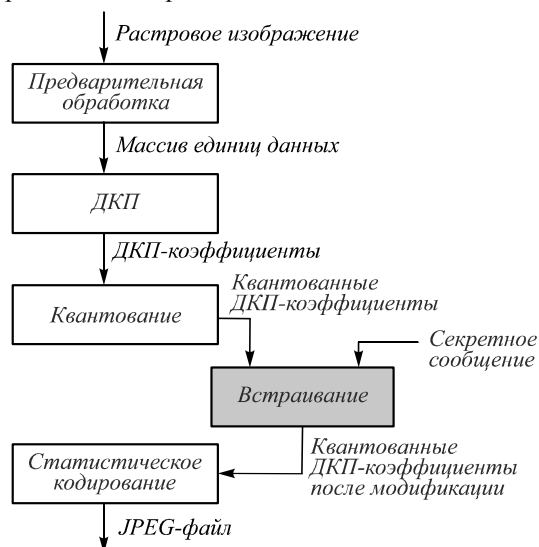 Растровое изображение
Предварительная
обработка
Массив единиц данных
ДКП
ДКП-коэффициенты
Квантование
Квантованные
ДКП-коэффициенты
Секретное
сообщение
Встраивание
Статистическое
кодирование
Квантованные
ДКП-коэффициенты
после модификации
JPEG-файл